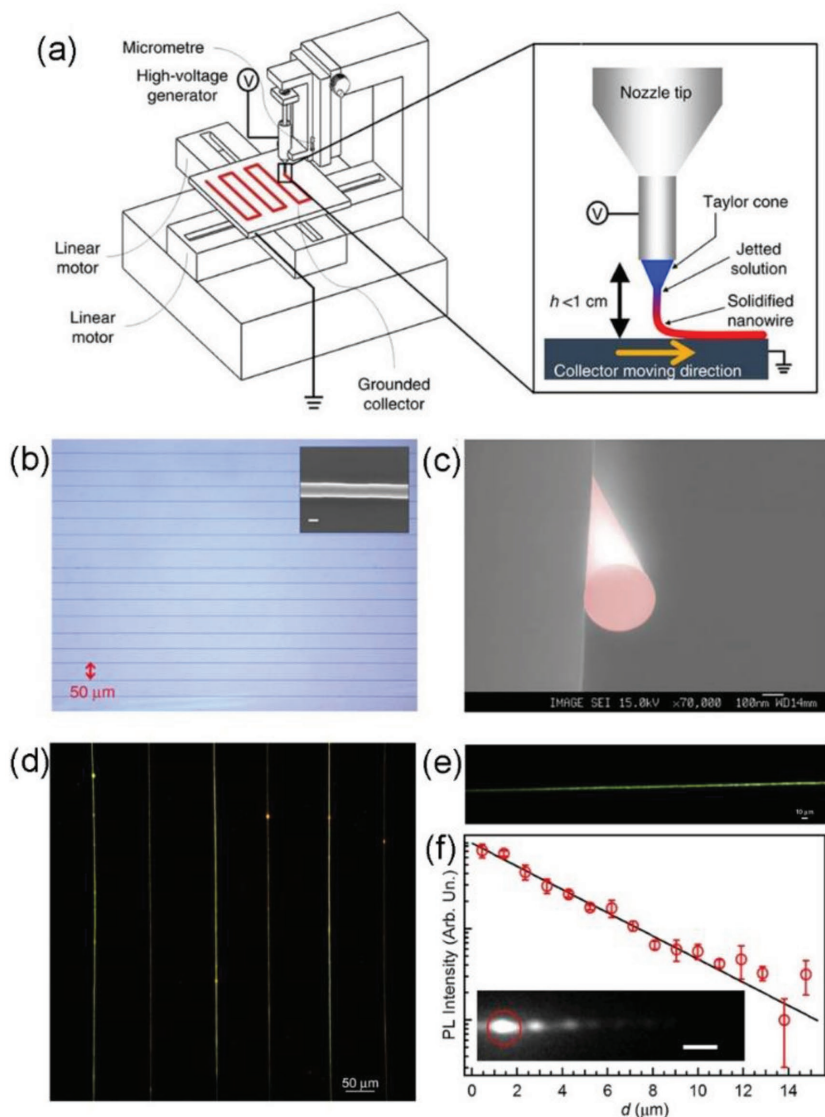 (a)
Micrometre
High-voltage
generator
V
Linear
motor
Linear
motor
Grounded
collector
Nozzle tip
V
Taylor cone
Jetted
solution
h <1 cm
Solidified
nanowire
Collector moving direction
(b)
50 μm
(c)
IMAGE SEI 15.0kV ×70,000 100nm WD14mm
(d)
50 μm
(e)
10 μm
(f)
PL Intensity (Arb. Un.)
0 2 4 6 8 10 12 14
d (μm)